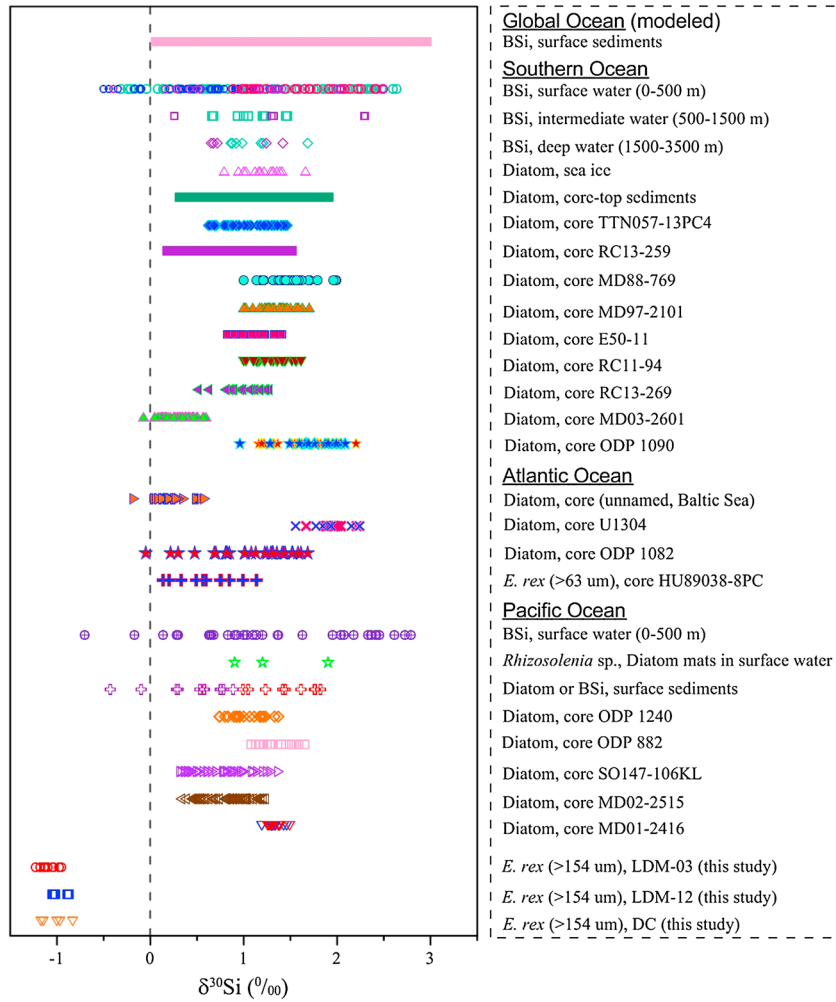 Global Ocean (modeled)
BSi, surface sediments
Southern Ocean
BSi, surface water (0-500 m)
BSi, intermediate water (500-1500 m)
BSi, deep water (1500-3500 m)
Diatom, sea ice
Diatom, core-top sediments
Diatom, core TTN057-13PC4
Diatom, core RC13-259
Diatom, core MD88-769
Diatom, core MD97-2101
Diatom, core E50-11
Diatom, core RC11-94
Diatom, core RC13-269
Diatom, core MD03-2601
Diatom, core ODP 1090
Atlantic Ocean
Diatom, core (unnamed, Baltic Sea)
Diatom, core U1304
Diatom, core ODP 1082
E. rex (>63 um), core HU89038-8PC
Pacific Ocean
BSi, surface water (0-500 m)
Rhizosolenia sp., Diatom mats in surface water
Diatom or BSi, surface sediments
Diatom, core ODP 1240
Diatom, core ODP 882
Diatom, core SO147-106KL
Diatom, core MD02-2515
Diatom, core MD01-2416
E. rex (>154 um), LDM-03 (this study)
E. rex (>154 um), LDM-12 (this study)
E. rex (>154 um), DC (this study)
-1 0 1 2 3
δ³⁰Si (⁰/₀₀)